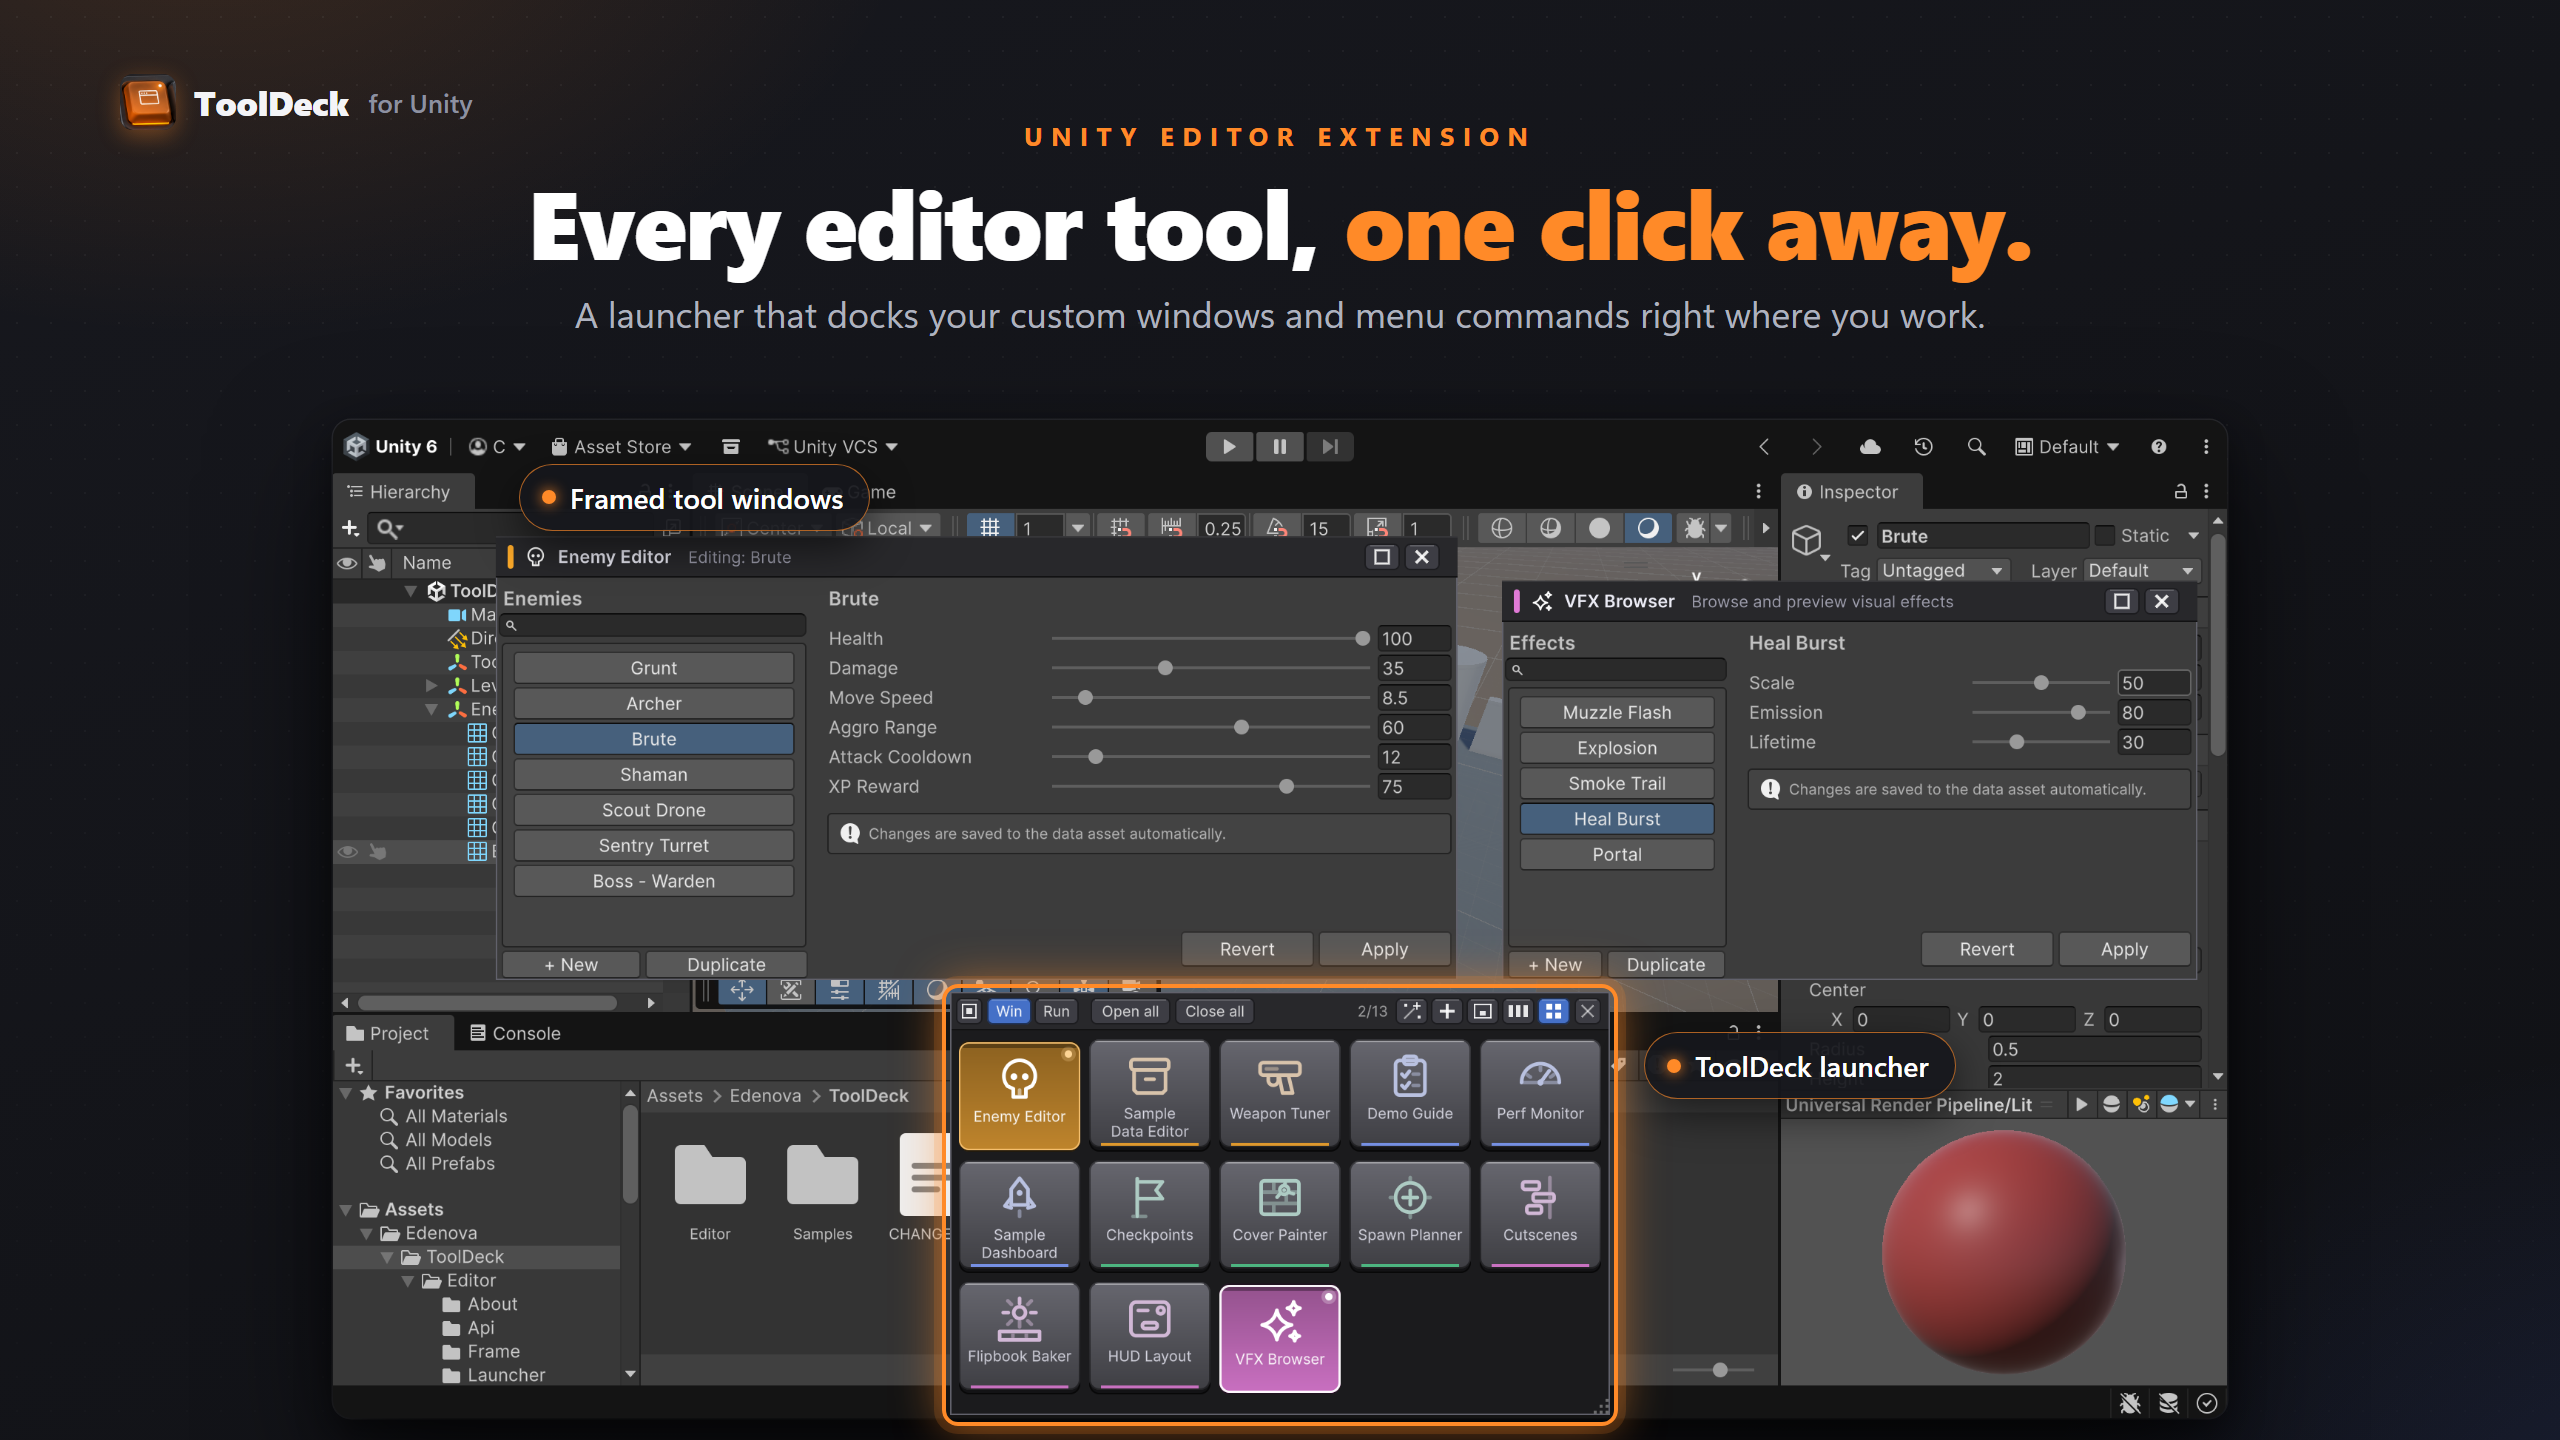 ToolDeck for Unity
UNITY EDITOR EXTENSION
Every editor tool, one click away.
A launcher that docks your custom windows and menu commands right where you work.
Unity 6
C
Asset Store
Unity VCS
Default
Hierarchy
Framed tool windows
Inspector
Local
1
0.25
15
1
Brute
Static
Tag Untagged
Layer Default
Name
Enemy Editor
Editing: Brute
Enemies
Grunt
Archer
Brute
Shaman
Scout Drone
Sentry Turret
Boss - Warden
+ New
Duplicate
Brute
Health 100
Damage 35
Move Speed 8.5
Aggro Range 60
Attack Cooldown 12
XP Reward 75
Changes are saved to the data asset automatically.
Revert
Apply
VFX Browser
Browse and preview visual effects
Effects
Muzzle Flash
Explosion
Smoke Trail
Heal Burst
Portal
+ New
Duplicate
Heal Burst
Scale 50
Emission 80
Lifetime 30
Changes are saved to the data asset automatically.
Revert
Apply
Center
X 0 Y 0 Z 0
0.5
2
ToolDeck launcher
Universal Render Pipeline/Lit
Project
Console
Favorites
All Materials
All Models
All Prefabs
Assets
Edenova
ToolDeck
Editor
About
Api
Frame
Launcher
Assets > Edenova > ToolDeck
Editor
Samples
CHANGE
Win
Run
Open all
Close all
2/13
Enemy Editor
Sample
Data Editor
Weapon Tuner
Demo Guide
Perf Monitor
Sample
Dashboard
Checkpoints
Cover Painter
Spawn Planner
Cutscenes
Flipbook Baker
HUD Layout
VFX Browser